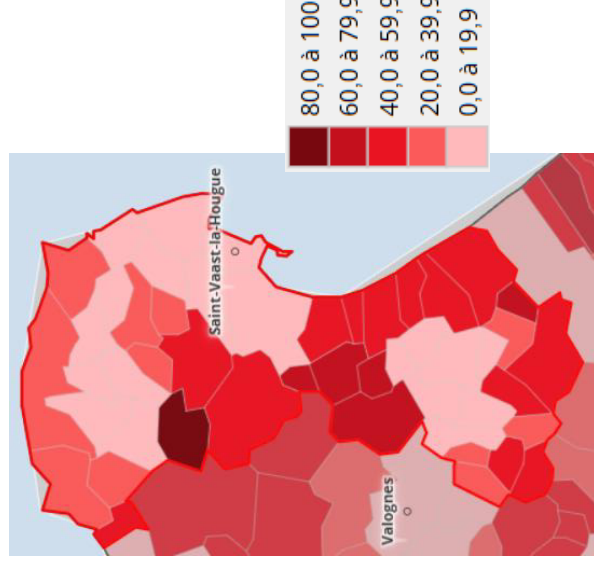 80,0 à 100
60,0 à 79,9
40,0 à 59,9
20,0 à 39,9
0,0 à 19,9
Saint-Vaast-la-Hougue
Valognes